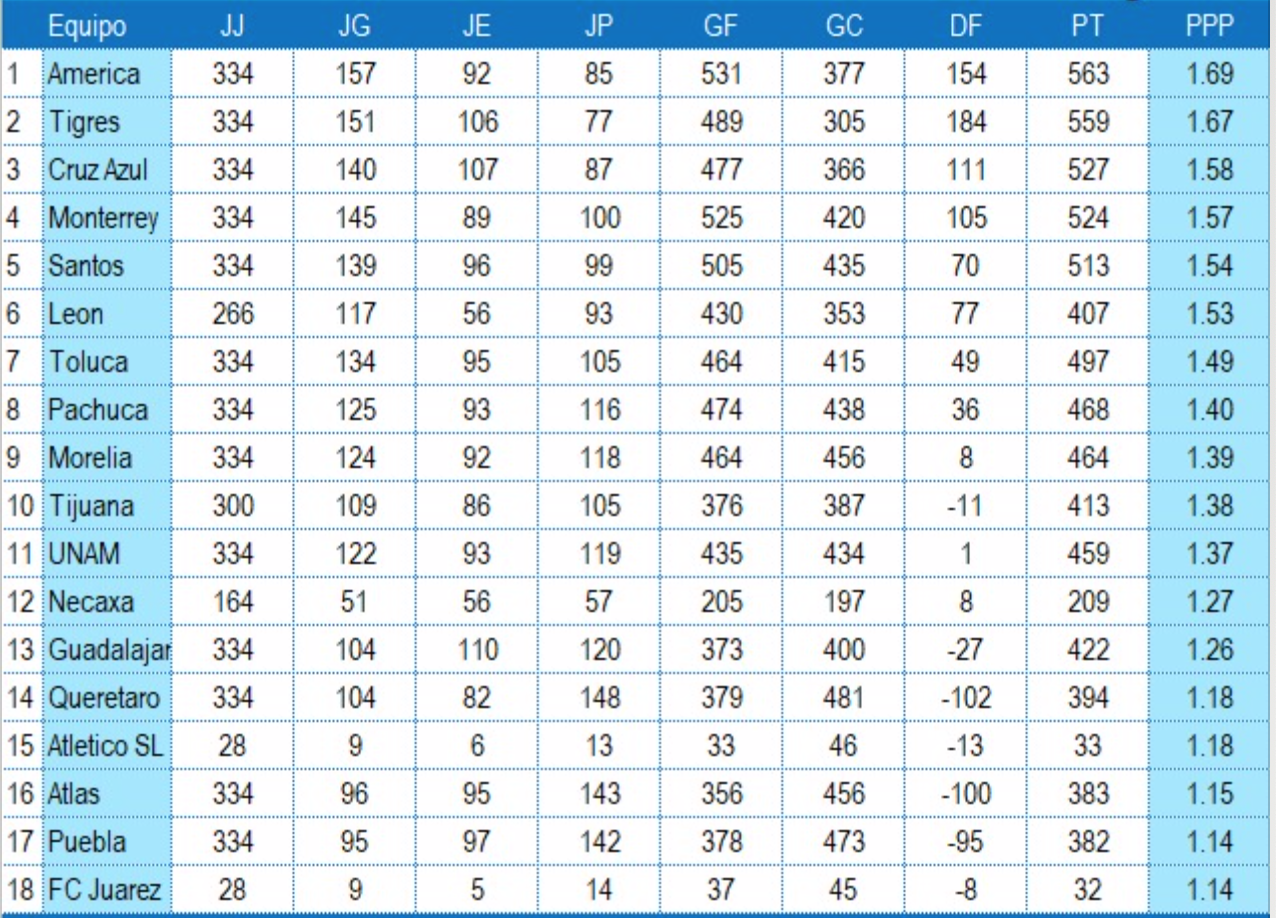 Equipo JJ JG JE JP GF GC DF PT PPP
1 America 334 157 92 85 531 377 154 563 1.69
2 Tigres 334 151 106 77 489 305 184 559 1.67
3 Cruz Azul 334 140 107 87 477 366 111 527 1.58
4 Monterrey 334 145 89 100 525 420 105 524 1.57
5 Santos 334 139 96 99 505 435 70 513 1.54
6 Leon 266 117 56 93 430 353 77 407 1.53
7 Toluca 334 134 95 105 464 415 49 497 1.49
8 Pachuca 334 125 93 116 474 438 36 468 1.40
9 Morelia 334 124 92 118 464 456 8 464 1.39
10 Tijuana 300 109 86 105 376 387 -11 413 1.38
11 UNAM 334 122 93 119 435 434 1 459 1.37
12 Necaxa 164 51 56 57 205 197 8 209 1.27
13 Guadalajar 334 104 110 120 373 400 -27 422 1.26
14 Queretaro 334 104 82 148 379 481 -102 394 1.18
15 Atletico SL 28 9 6 13 33 46 -13 33 1.18
16 Atlas 334 96 95 143 356 456 -100 383 1.15
17 Puebla 334 95 97 142 378 473 -95 382 1.14
18 FC Juarez 28 9 5 14 37 45 -8 32 1.14